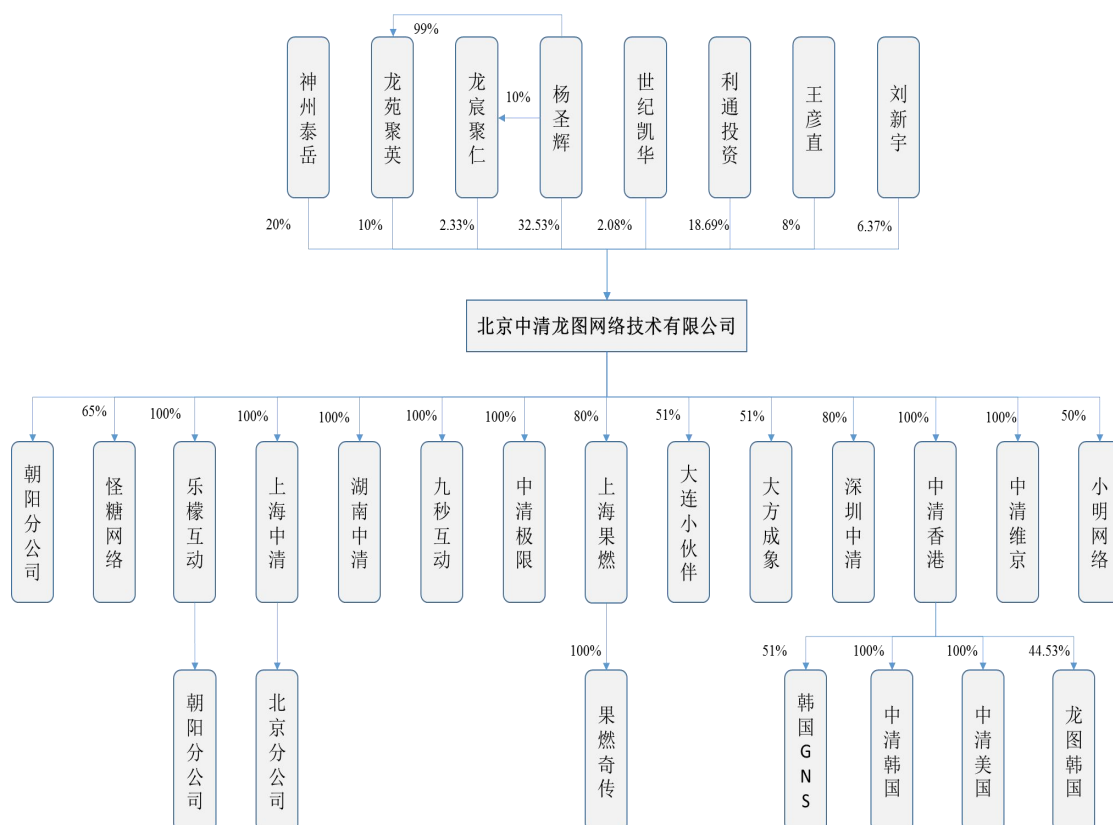 99%
10%
神州泰岳
龙苑聚英
龙宸聚仁
杨圣辉
世纪凯华
利通投资
王彦直
刘新宇
20%
10%
2.33%
32.53%
2.08%
18.69%
8%
6.37%
北京中清龙图网络技术有限公司
65%
100%
100%
100%
100%
100%
80%
51%
51%
80%
100%
100%
50%
朝阳分公司
怪糖网络
乐檬互动
上海中清
湖南中清
九秒互动
中清极限
上海果燃
大连小伙伴
大方成象
深圳中清
中清香港
中清维京
小明网络
100%
51%
100%
100%
44.53%
朝阳分公司
北京分公司
果燃奇传
韩国GNS
中清韩国
中清美国
龙图韩国